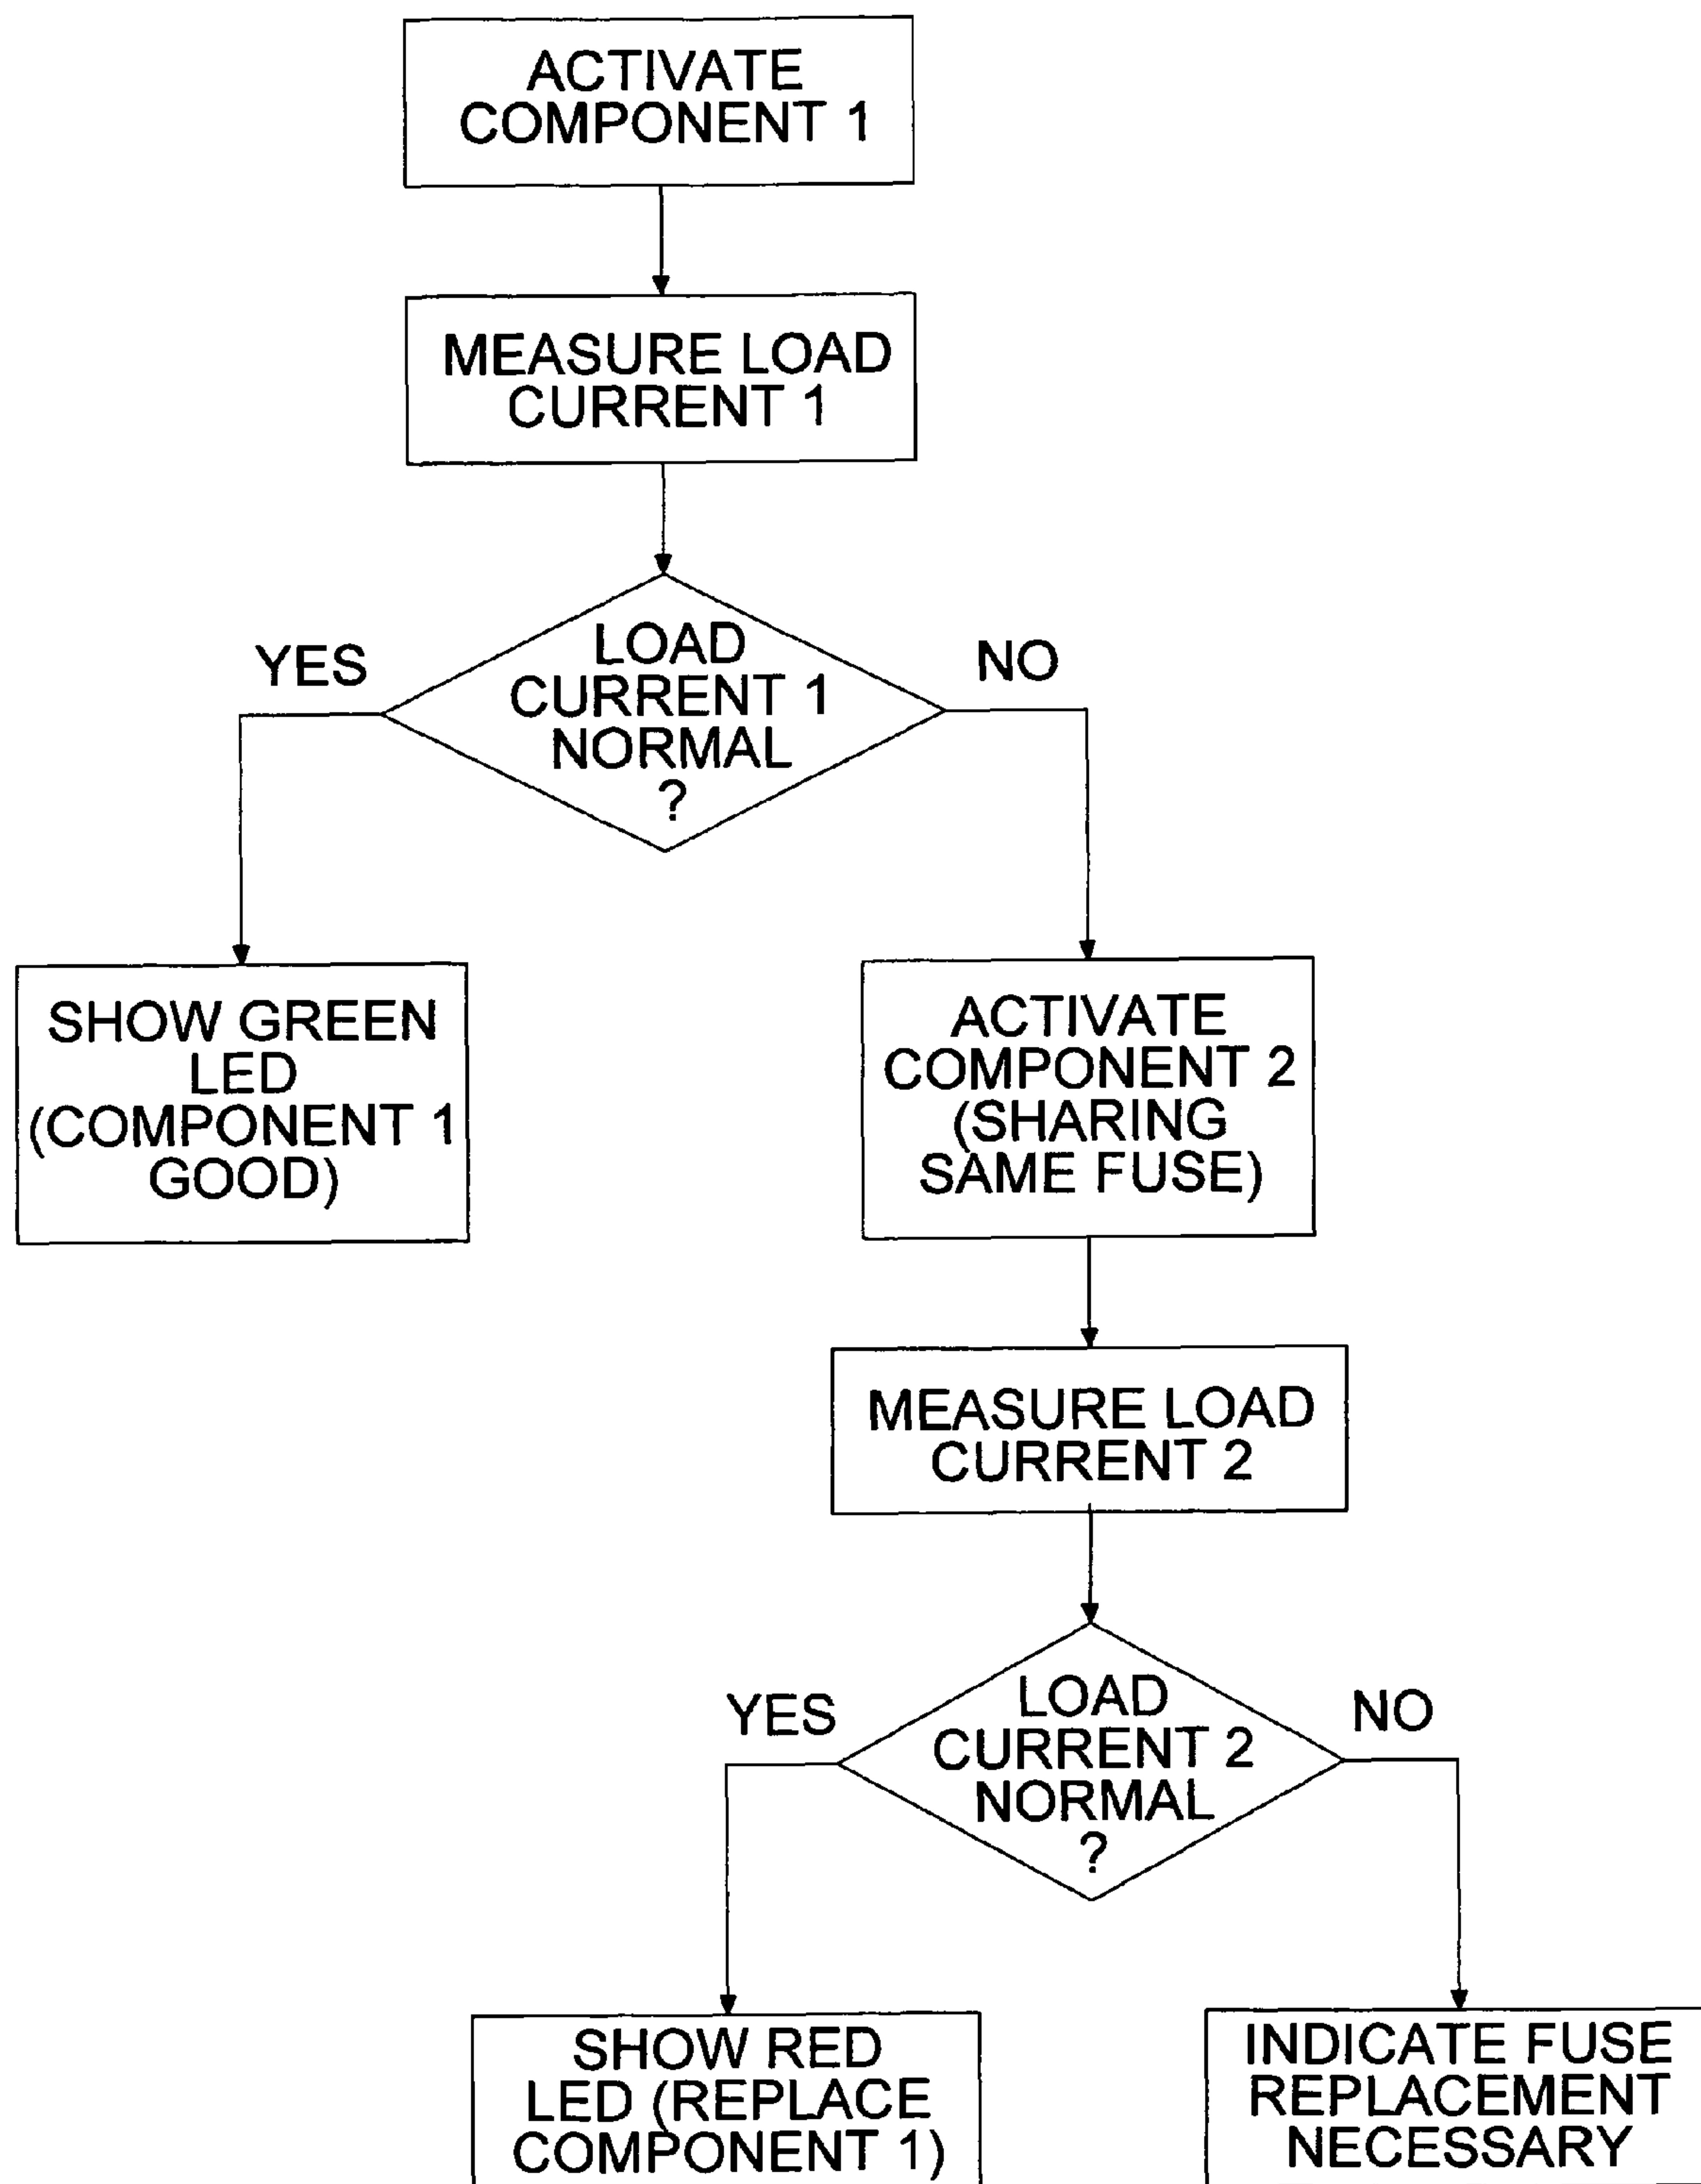 ACTIVATE
COMPONENT 1
MEASURE LOAD
CURRENT 1
YES
LOAD
CURRENT 1
NORMAL
?
NO
SHOW GREEN
LED
(COMPONENT 1
GOOD)
ACTIVATE
COMPONENT 2
(SHARING
SAME FUSE)
MEASURE LOAD
CURRENT 2
YES
LOAD
CURRENT 2
NORMAL
?
NO
SHOW RED
LED (REPLACE
COMPONENT 1)
INDICATE FUSE
REPLACEMENT
NECESSARY